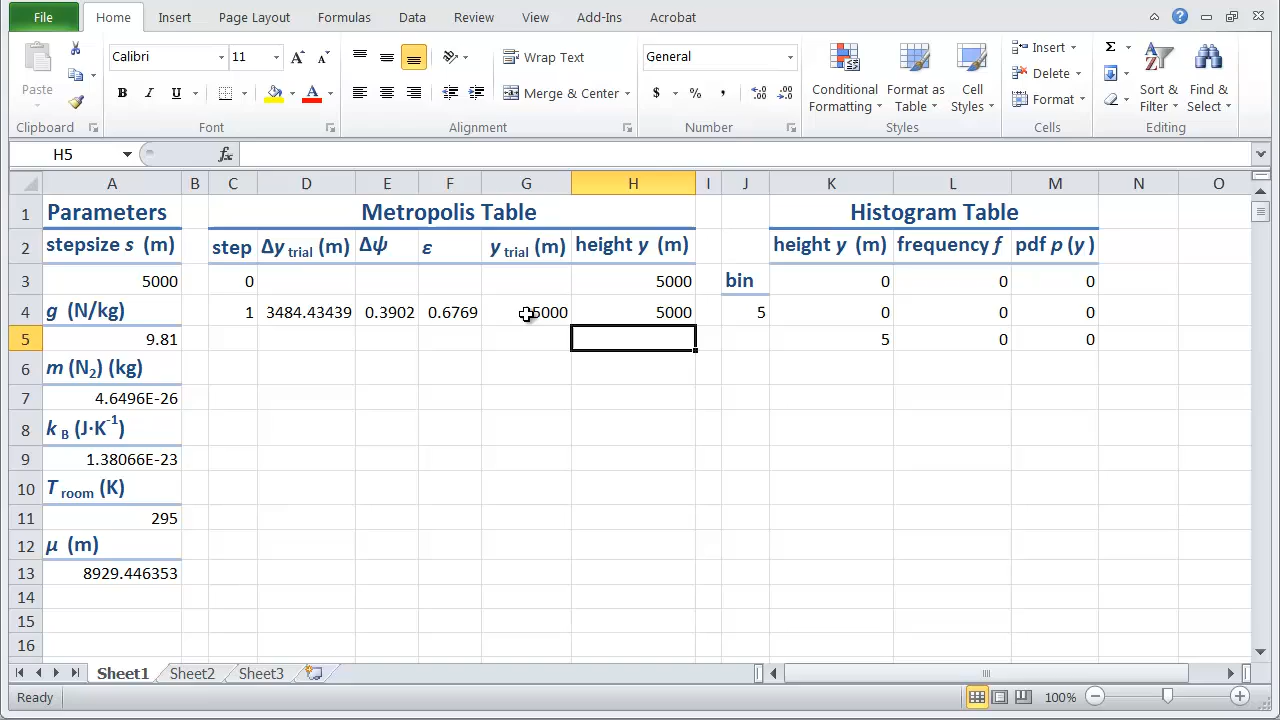 File Home Insert Page Layout Formulas Data Review View Add-Ins Acrobat
Calibri 11 A A Wrap Text General Insert
Paste B I U A Merge & Center $ % , .0 .00 .00 .0 Conditional Formatting Format as Table Cell Styles Delete Format Σ Sort & Filter Find & Select
Clipboard Font Alignment Number Styles Cells Editing
H5 fx
A B C D E F G H I J K L M N O
1 Parameters Metropolis Table Histogram Table
2 stepsize s (m) step Δy trial (m) Δψ ε y trial (m) height y (m) height y (m) frequency f pdf p (y)
3 5000 0 5000 bin 0 0 0
4 g (N/kg) 1 3484.43439 0.3902 0.6769 5000 5000 5 0 0 0
5 9.81 5 0 0
6 m (N2) (kg)
7 4.6496E-26
8 k B (J·K-1)
9 1.38066E-23
10 T room (K)
11 295
12 μ (m)
13 8929.446353
14
15
16
Sheet1 Sheet2 Sheet3
Ready 100%